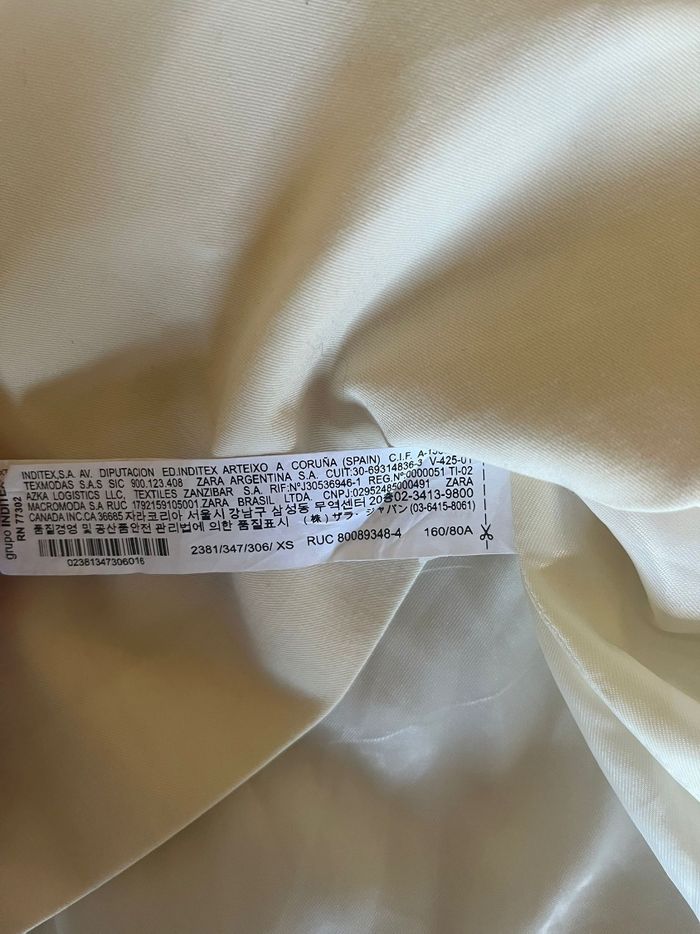 grupo INDITEX
RN 77302
INDITEX,S.A. AV. DIPUTACION ED.INDITEX ARTEIXO A CORUÑA (SPAIN) C.I.F.
TEXMODAS S.A.S SIC 900.123.408 ZARA ARGENTINA S.A. CUIT:30-69314836-3 V-425-01
AZKA LOGISTICS LLC, TEXTILES ZANZIBAR S.A. RIF:NºJ30536946-1 REG.Nº:0000051 TI-02
MACROMODA S.A RUC 1792159105001 ZARA BRASIL LTDA. CNPJ:02952485000491 ZARA
CANADA INC.CA 36685 자라코리아 서울시 강남구 삼성동 무역센터 20층02-3413-9800
품질경영 및 공산품안전 관리법에 의한 품질표시 (株) ザラ・ジャパン (03-6415-8061)
02381347306016
2381/347/306/ XS RUC 80089348-4 160/80A